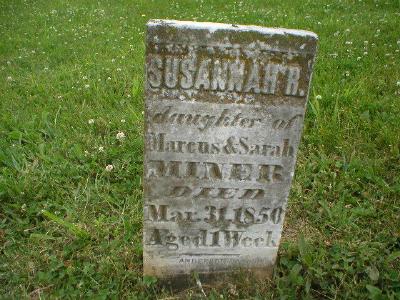 SUSANNAH R.
daughter of
Marcus & Sarah
MINER
DIED
Mar. 31. 1850
Aged 1 Week